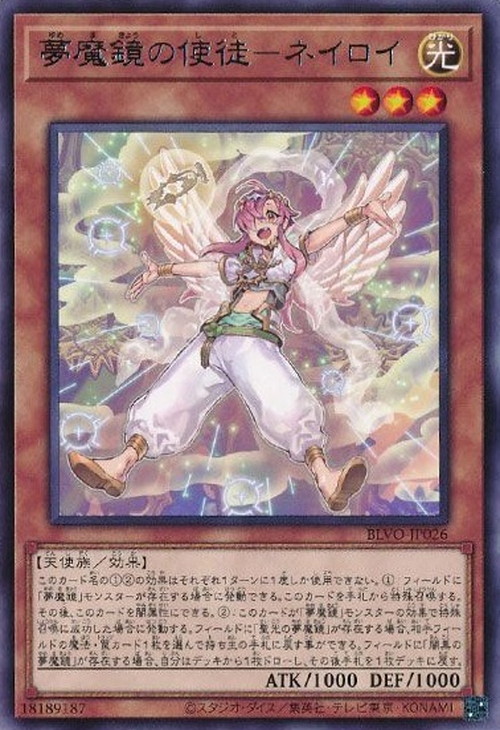 夢魔鏡の使徒－ネイロイ
光
【天使族／効果】
このカード名の①②の効果はそれぞれ1ターンに1度しか使用できない。①：フィールドに
「夢魔鏡」モンスターが存在する場合に発動できる。このカードを手札から特殊召喚する。
その後、このカードを闇属性にできる。②：このカードが「夢魔鏡」モンスターの効果で特殊
召喚に成功した場合に発動する。フィールドに「聖光の夢魔鏡」が存在する場合、相手フィー
ルドの魔法・罠カード1枚を選んで持ち主の手札に戻す事ができる。フィールドに「闇黒の
夢魔鏡」が存在する場合、自分はデッキから1枚ドローし、その後手札を1枚デッキに戻す。
BLVO-JP026
ATK/1000 DEF/1000
18189187
©スタジオ・ダイス／集英社・テレビ東京・KONAMI